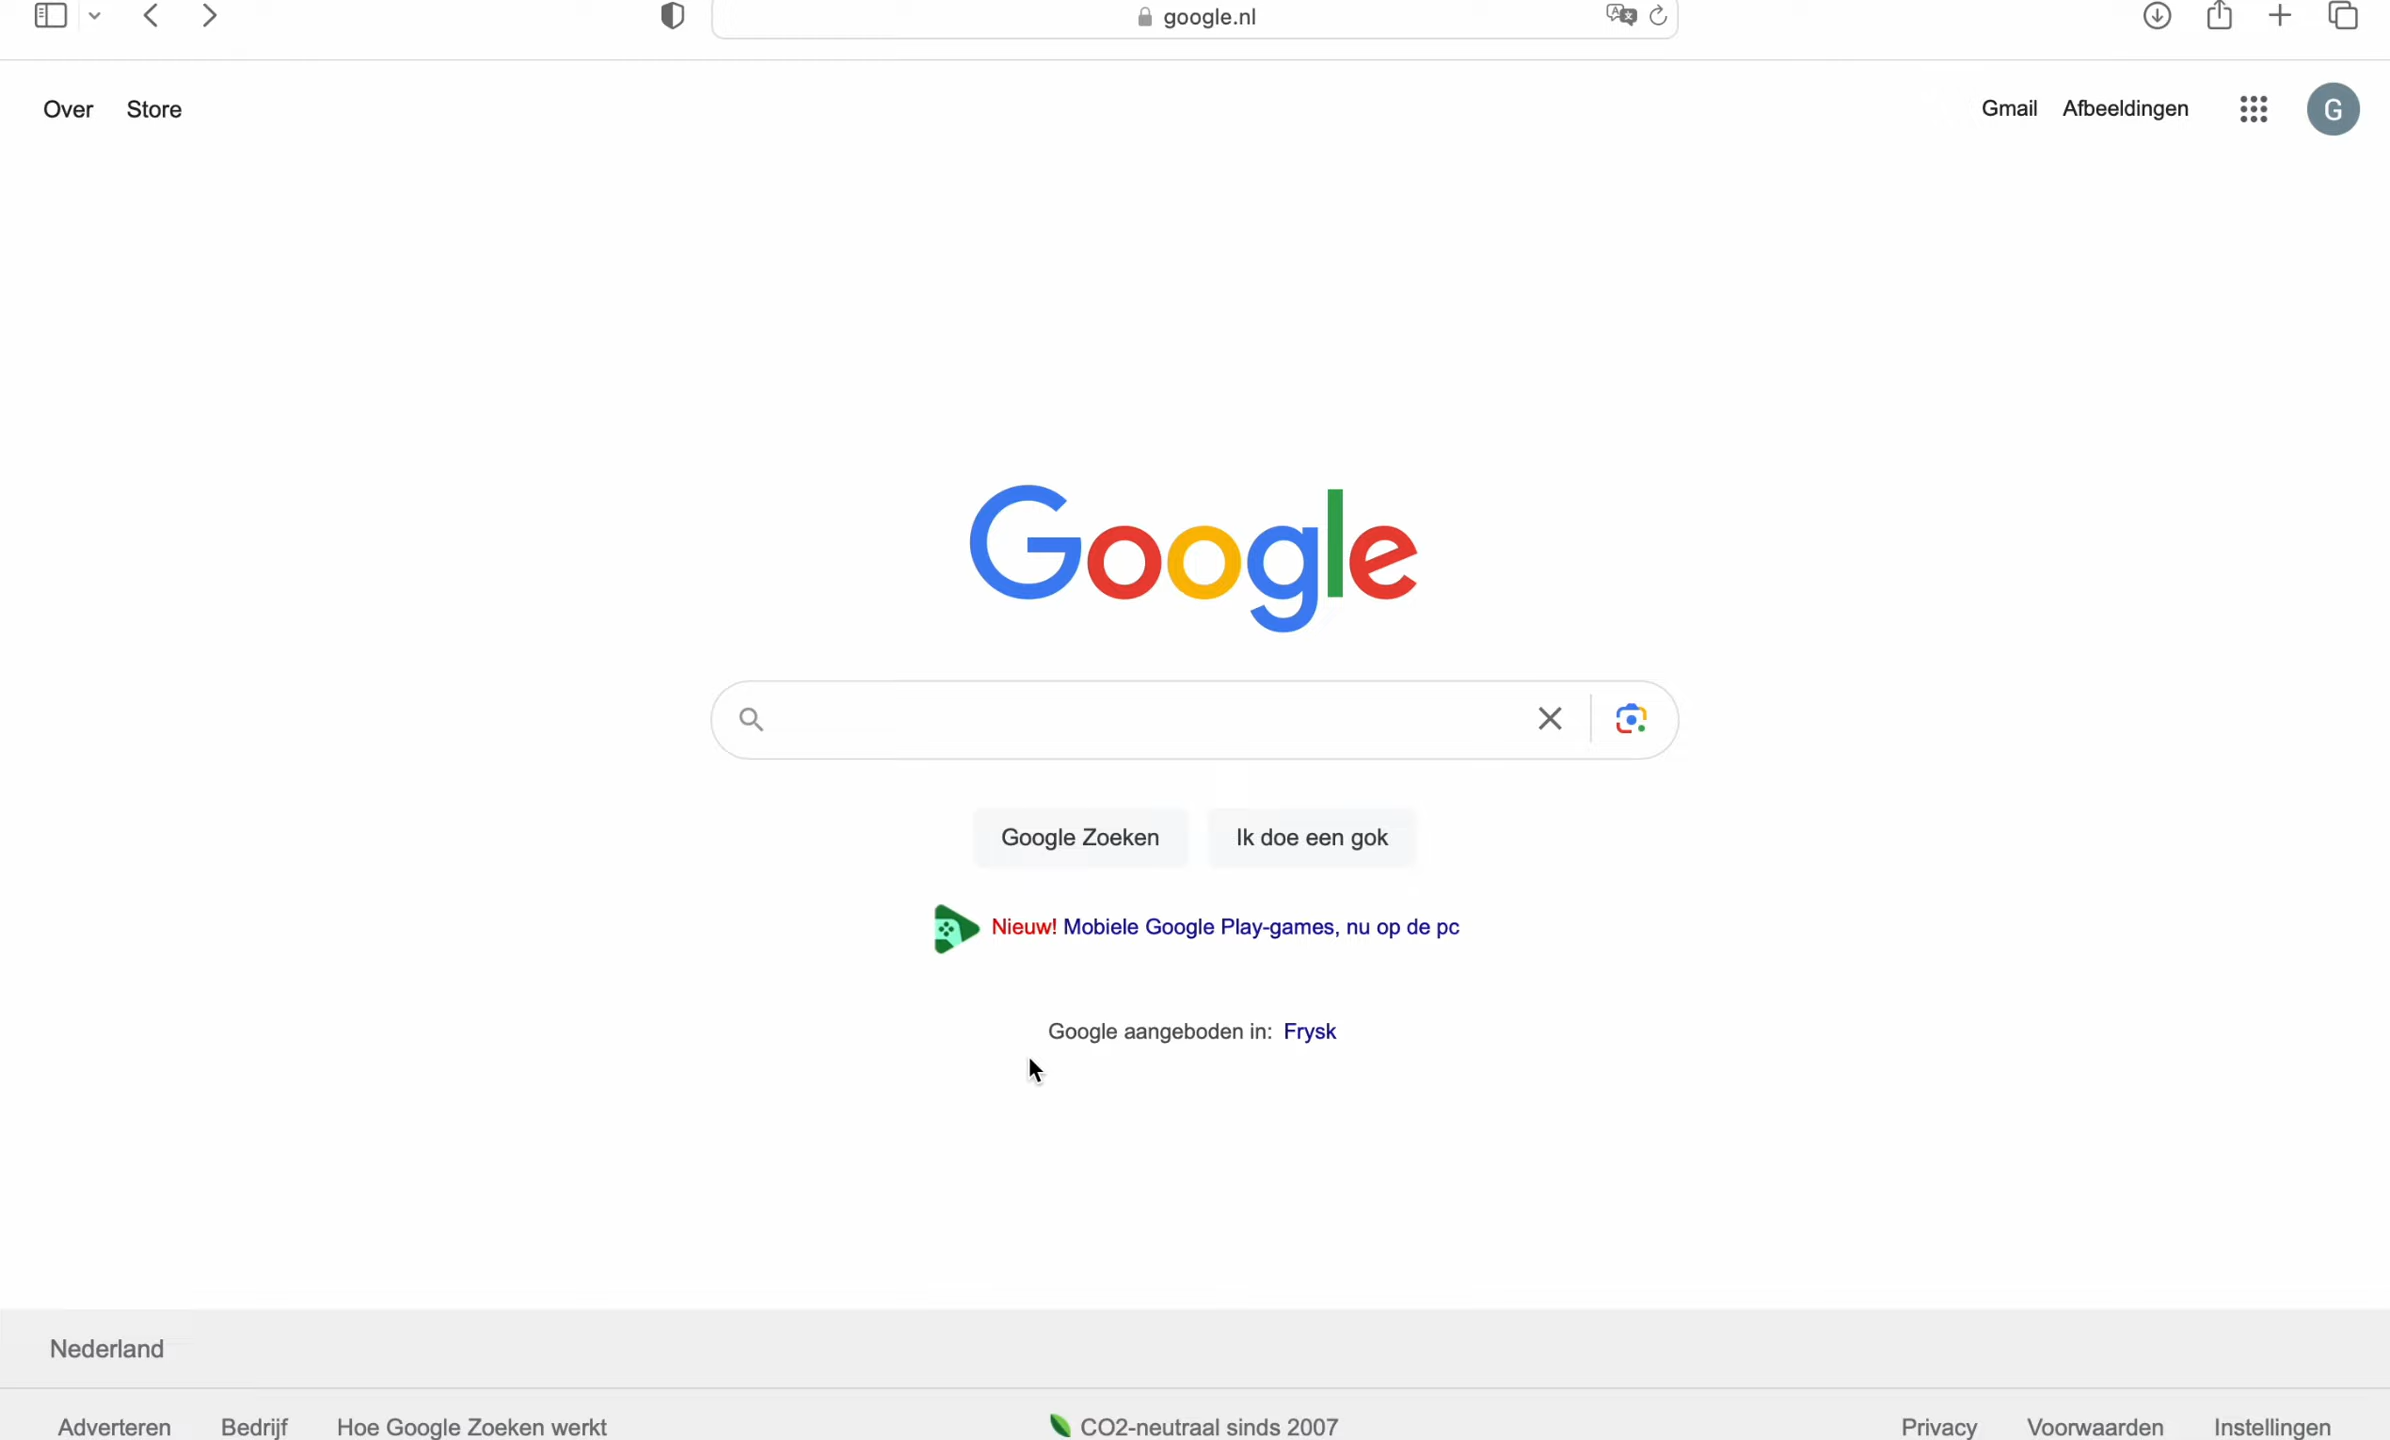 google.nl
Over Store
Gmail Afbeeldingen G
Google
Google Zoeken Ik doe een gok
Nieuw! Mobiele Google Play-games, nu op de pc
Google aangeboden in: Frysk
Nederland
Adverteren Bedrijf Hoe Google Zoeken werkt CO2-neutraal sinds 2007 Privacy Voorwaarden Instellingen